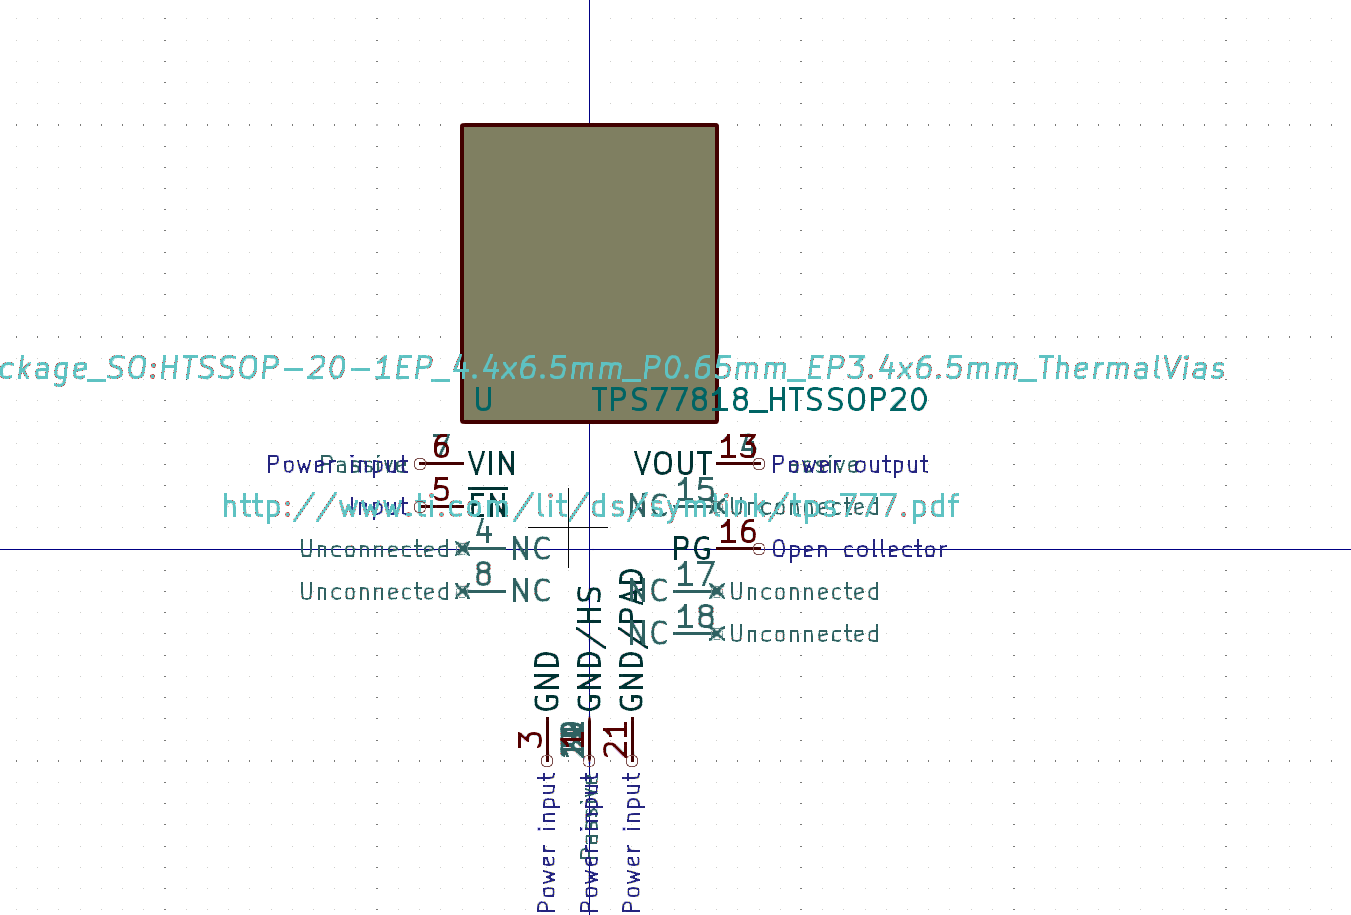 ckage_SO:HTSSOP-20-1EP_4.4x6.5mm_P0.65mm_EP3.4x6.5mm_ThermalVias
U TPS77818_HTSSOP20
Power input 6 VIN VOUT 13 Power output
Input 5 EN NC 15 Unconnected
http://www.ti.com/lit/ds/symlink/tps777.pdf
Unconnected 4 NC PG 16 Open collector
Unconnected 8 NC NC 17 Unconnected
NC 18 Unconnected
GND GND/HS GND/PAD
3 1 21
Power input Power input Power input